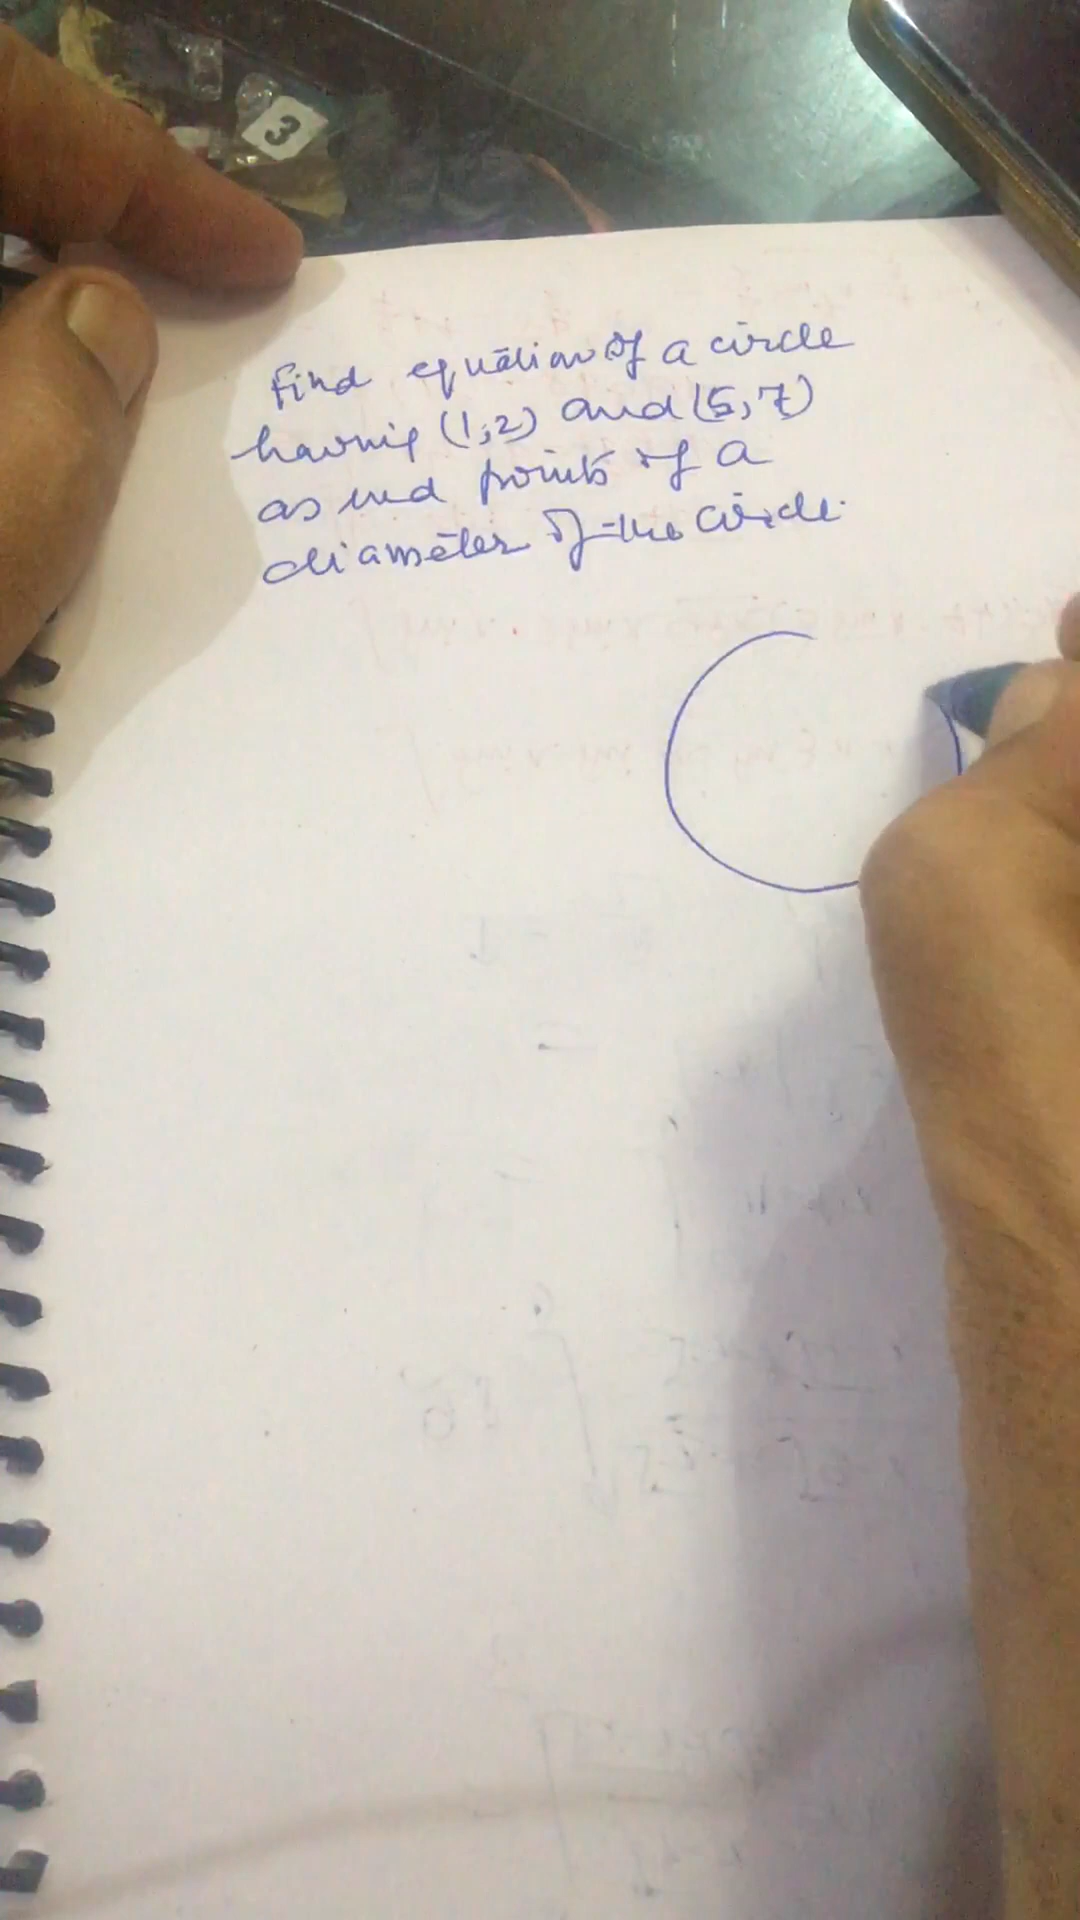 3
Find equation of a circle
having (1,2) and (5,7)
as end points of a
diameter of the circle.